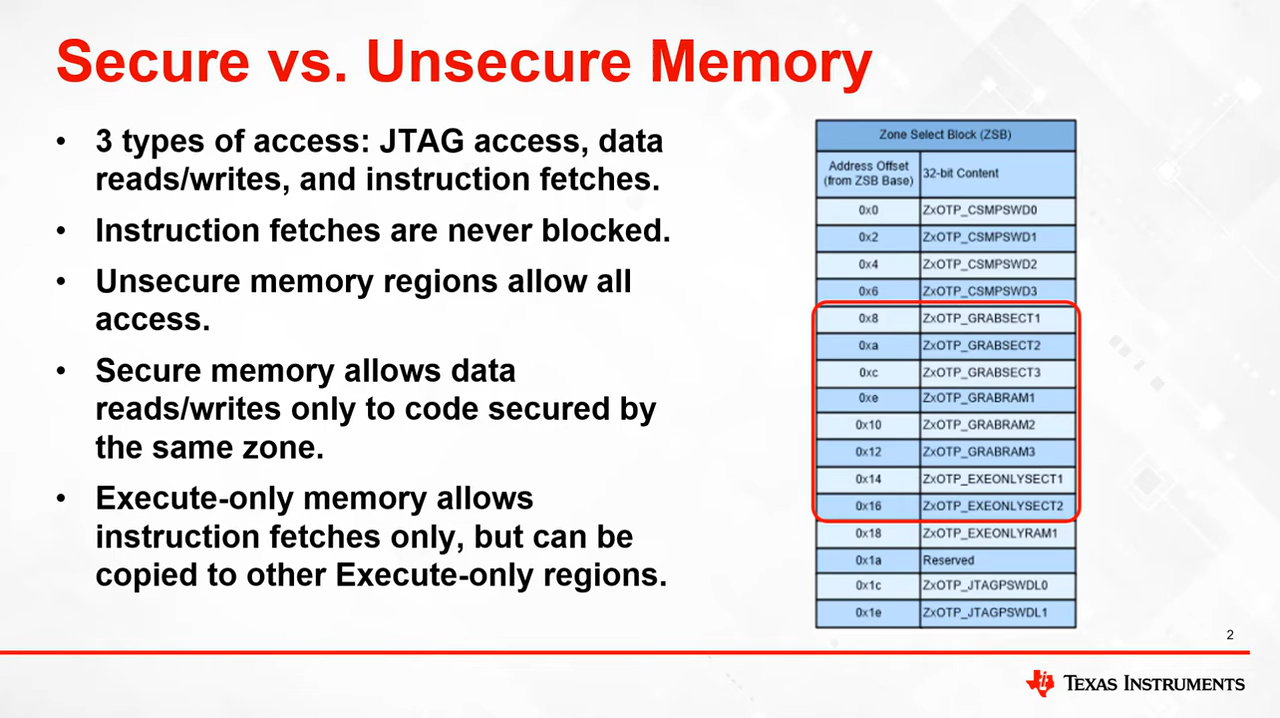 Secure vs. Unsecure Memory
• 3 types of access: JTAG access, data
reads/writes, and instruction fetches.
• Instruction fetches are never blocked.
• Unsecure memory regions allow all
access.
• Secure memory allows data
reads/writes only to code secured by
the same zone.
• Execute-only memory allows
instruction fetches only, but can be
copied to other Execute-only regions.
Zone Select Block (ZSB)
Address Offset
(from ZSB Base) 32-bit Content
0x0 ZxOTP_CSMPSWD0
0x2 ZxOTP_CSMPSWD1
0x4 ZxOTP_CSMPSWD2
0x6 ZxOTP_CSMPSWD3
0x8 ZxOTP_GRABSECT1
0xa ZxOTP_GRABSECT2
0xc ZxOTP_GRABSECT3
0xe ZxOTP_GRABRAM1
0x10 ZxOTP_GRABRAM2
0x12 ZxOTP_GRABRAM3
0x14 ZxOTP_EXEONLYSECT1
0x16 ZxOTP_EXEONLYSECT2
0x18 ZxOTP_EXEONLYRAM1
0x1a Reserved
0x1c ZxOTP_JTAGPSWDL0
0x1e ZxOTP_JTAGPSWDL1
2
TEXAS INSTRUMENTS